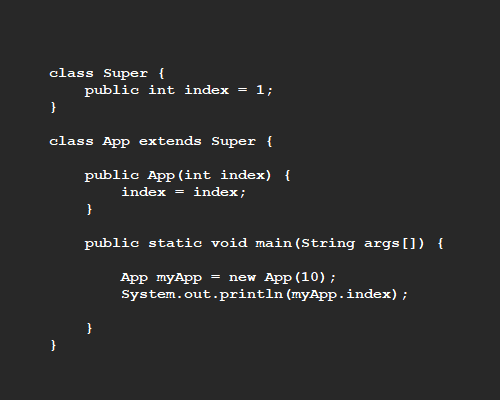 class Super {
    public int index = 1;
}
class App extends Super {
    public App(int index) {
        index = index;
    }
    public static void main(String args[]) {
        App myApp = new App(10);
        System.out.println(myApp.index);
    }
}